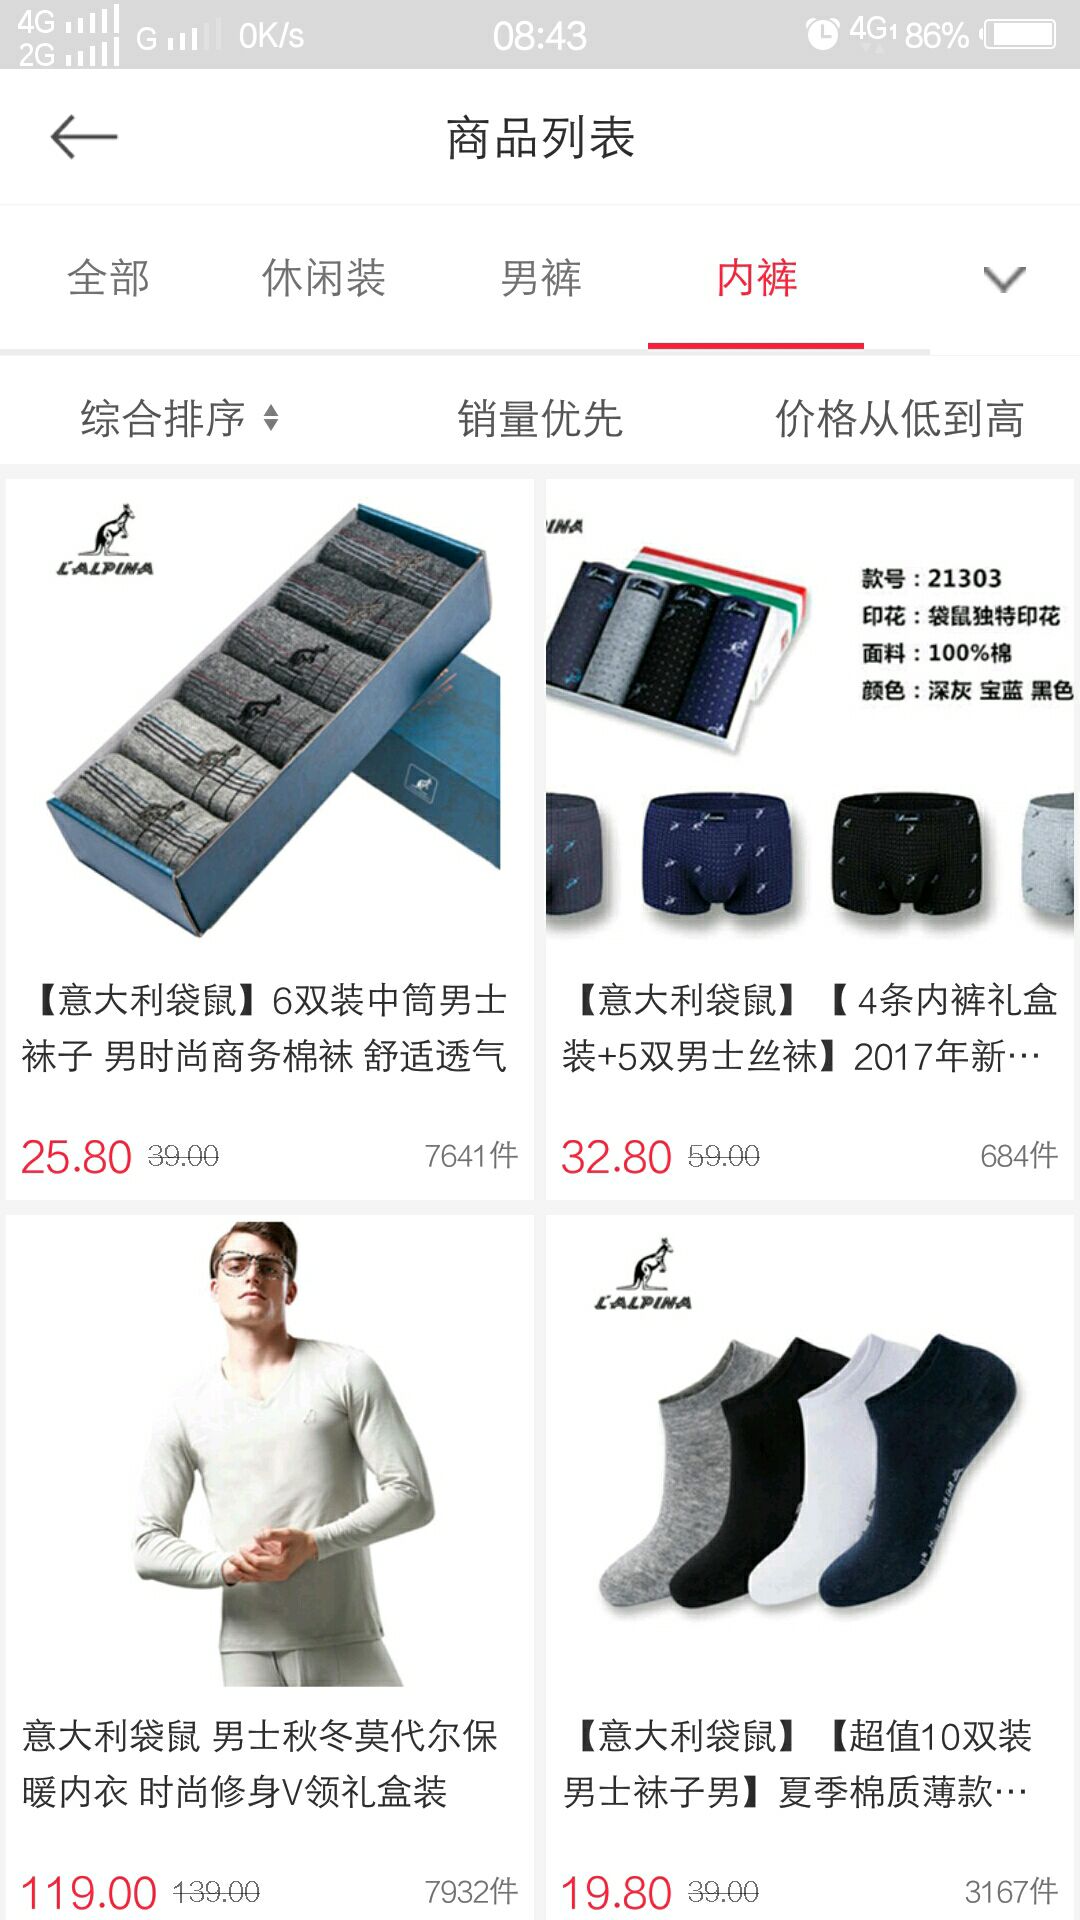 4G
2G
G
0K/s
08:43
4G1
86%
商品列表
全部
休闲装
男裤
内裤
综合排序
销量优先
价格从低到高
L'ALPINA
INA
款号：21303
印花：袋鼠独特印花
面料：100%棉
颜色：深灰 宝蓝 黑色
【意大利袋鼠】6双装中筒男士
袜子 男时尚商务棉袜 舒适透气
25.80 39.00 7641件
【意大利袋鼠】【 4条内裤礼盒
装+5双男士丝袜】2017年新…
32.80 59.00 684件
L'ALPINA
意大利袋鼠 男士秋冬莫代尔保
暖内衣 时尚修身V领礼盒装
119.00 139.00 7932件
【意大利袋鼠】【超值10双装
男士袜子男】夏季棉质薄款…
19.80 39.00 3167件